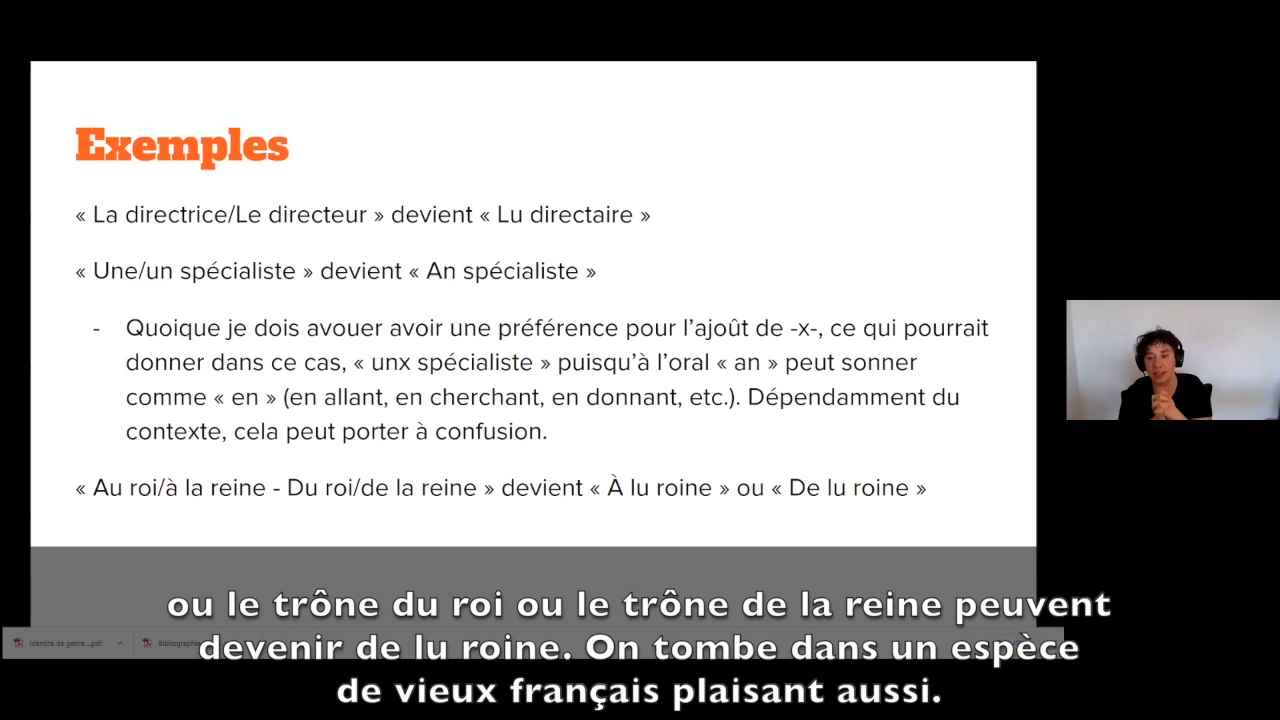 Exemples
« La directrice/Le directeur » devient « Lu directaire »
« Une/un spécialiste » devient « An spécialiste »
- Quoique je dois avouer avoir une préférence pour l’ajoût de -x-, ce qui pourrait
donner dans ce cas, « unx spécialiste » puisqu’à l’oral « an » peut sonner
comme « en » (en allant, en cherchant, en donnant, etc.). Dépendamment du
contexte, cela peut porter à confusion.
« Au roi/à la reine - Du roi/de la reine » devient « À lu roine » ou « De lu roine »
ou le trône du roi ou le trône de la reine peuvent
Identité de genre....pdf
devenir de lu roine. On tombe dans un espèce
de vieux français plaisant aussi.